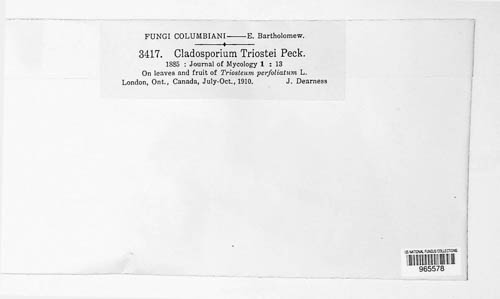 FUNGI COLUMBIANI—E. Bartholomew.
3417. Cladosporium Triostei Peck.
1885 : Journal of Mycology 1 : 13
On leaves and fruit of Triosteum perfoliatum L.
London, Ont., Canada, July-Oct., 1910. J. Dearness
US NATIONAL FUNGUS COLLECTIONS
965578